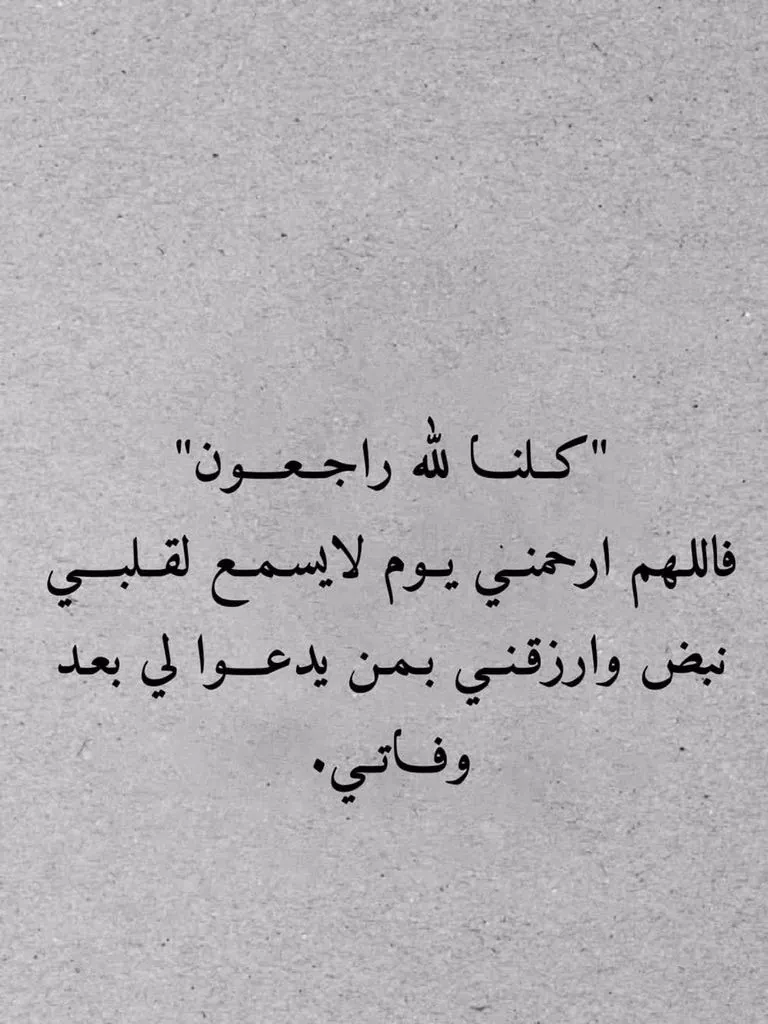 "كلنا لله راجعون"
فاللهم ارحمني يوم لايسمع لقلبي
نبض وارزقني بمن يدعوا لي بعد
وفاتي.